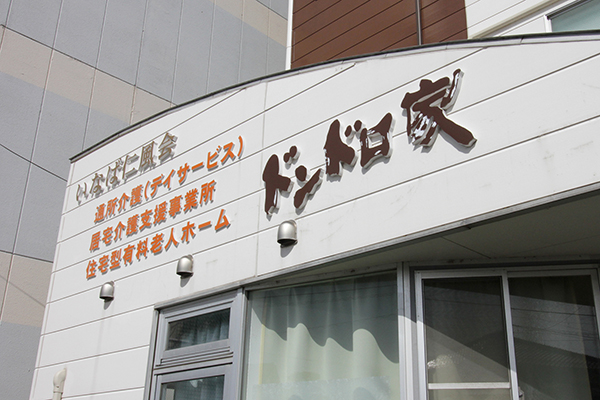 いなば仁風会
通所介護(デイサービス)
居宅介護支援事業所
住宅型有料老人ホーム
ドンドロ家